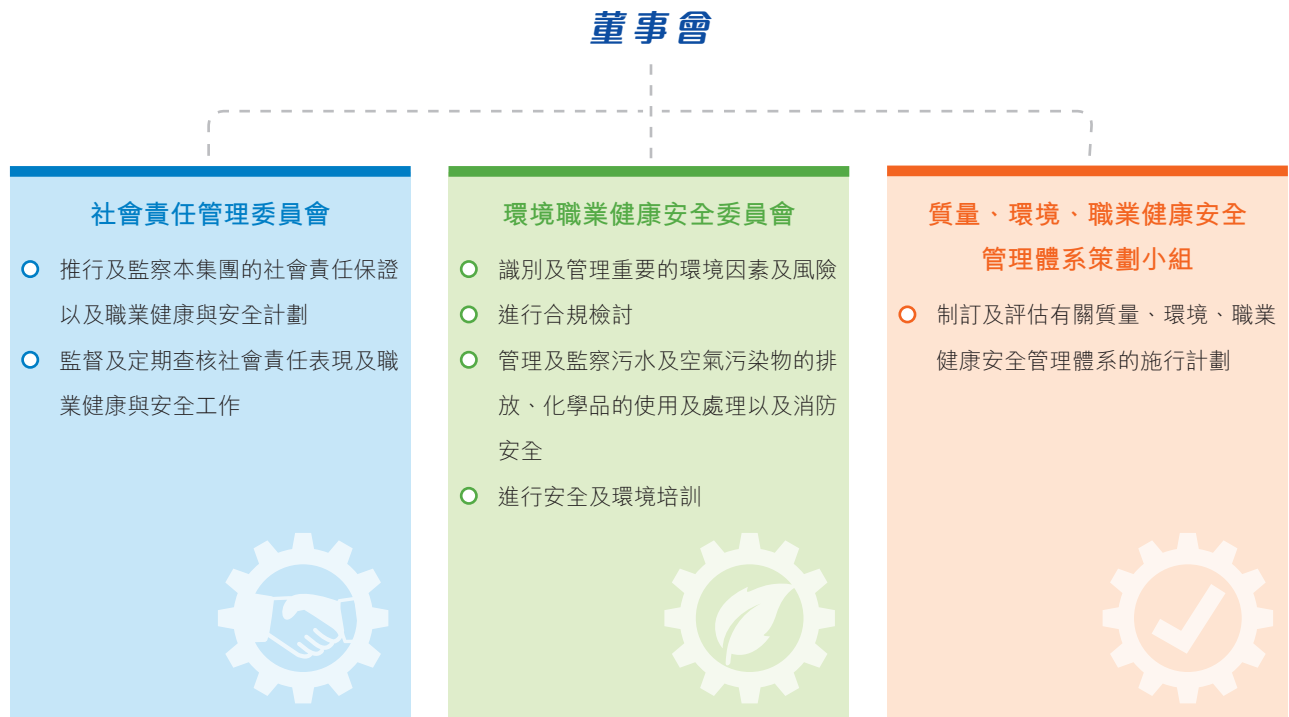 董事會
社會責任管理委員會
推行及監察本集團的社會責任保證
以及職業健康與安全計劃
監督及定期查核社會責任表現及職
業健康與安全工作
環境職業健康安全委員會
識別及管理重要的環境因素及風險
進行合規檢討
管理及監察污水及空氣污染物的排
放、化學品的使用及處理以及消防
安全
進行安全及環境培訓
質量、環境、職業健康安全
管理體系策劃小組
制訂及評估有關質量、環境、職業
健康安全管理體系的施行計劃